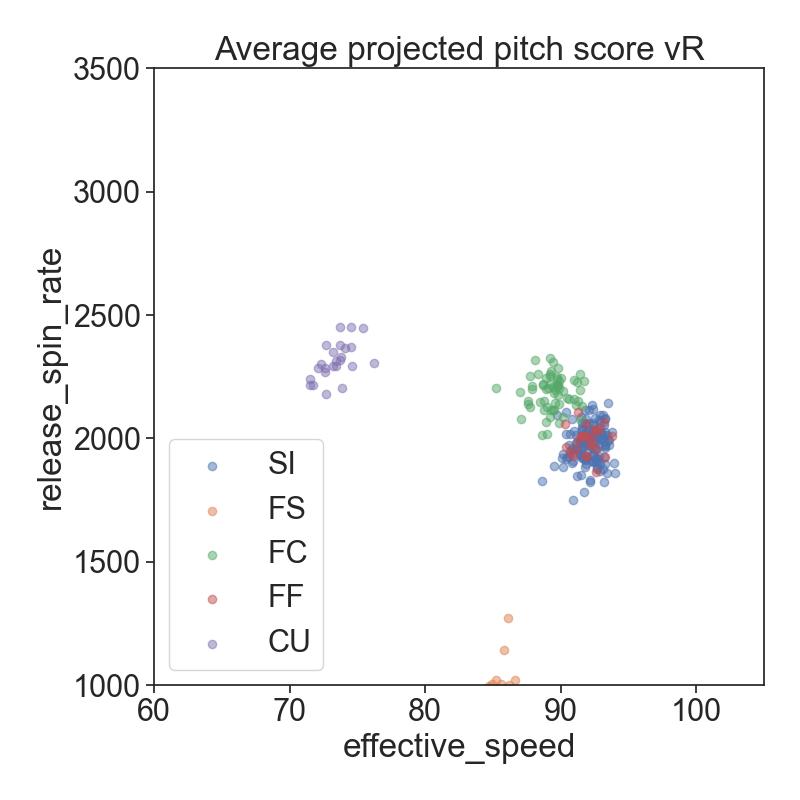 Average projected pitch score vR
3500
3000
2500
2000
1500
1000
release_spin_rate
SI
FS
FC
FF
CU
60
70
80
90
100
effective_speed